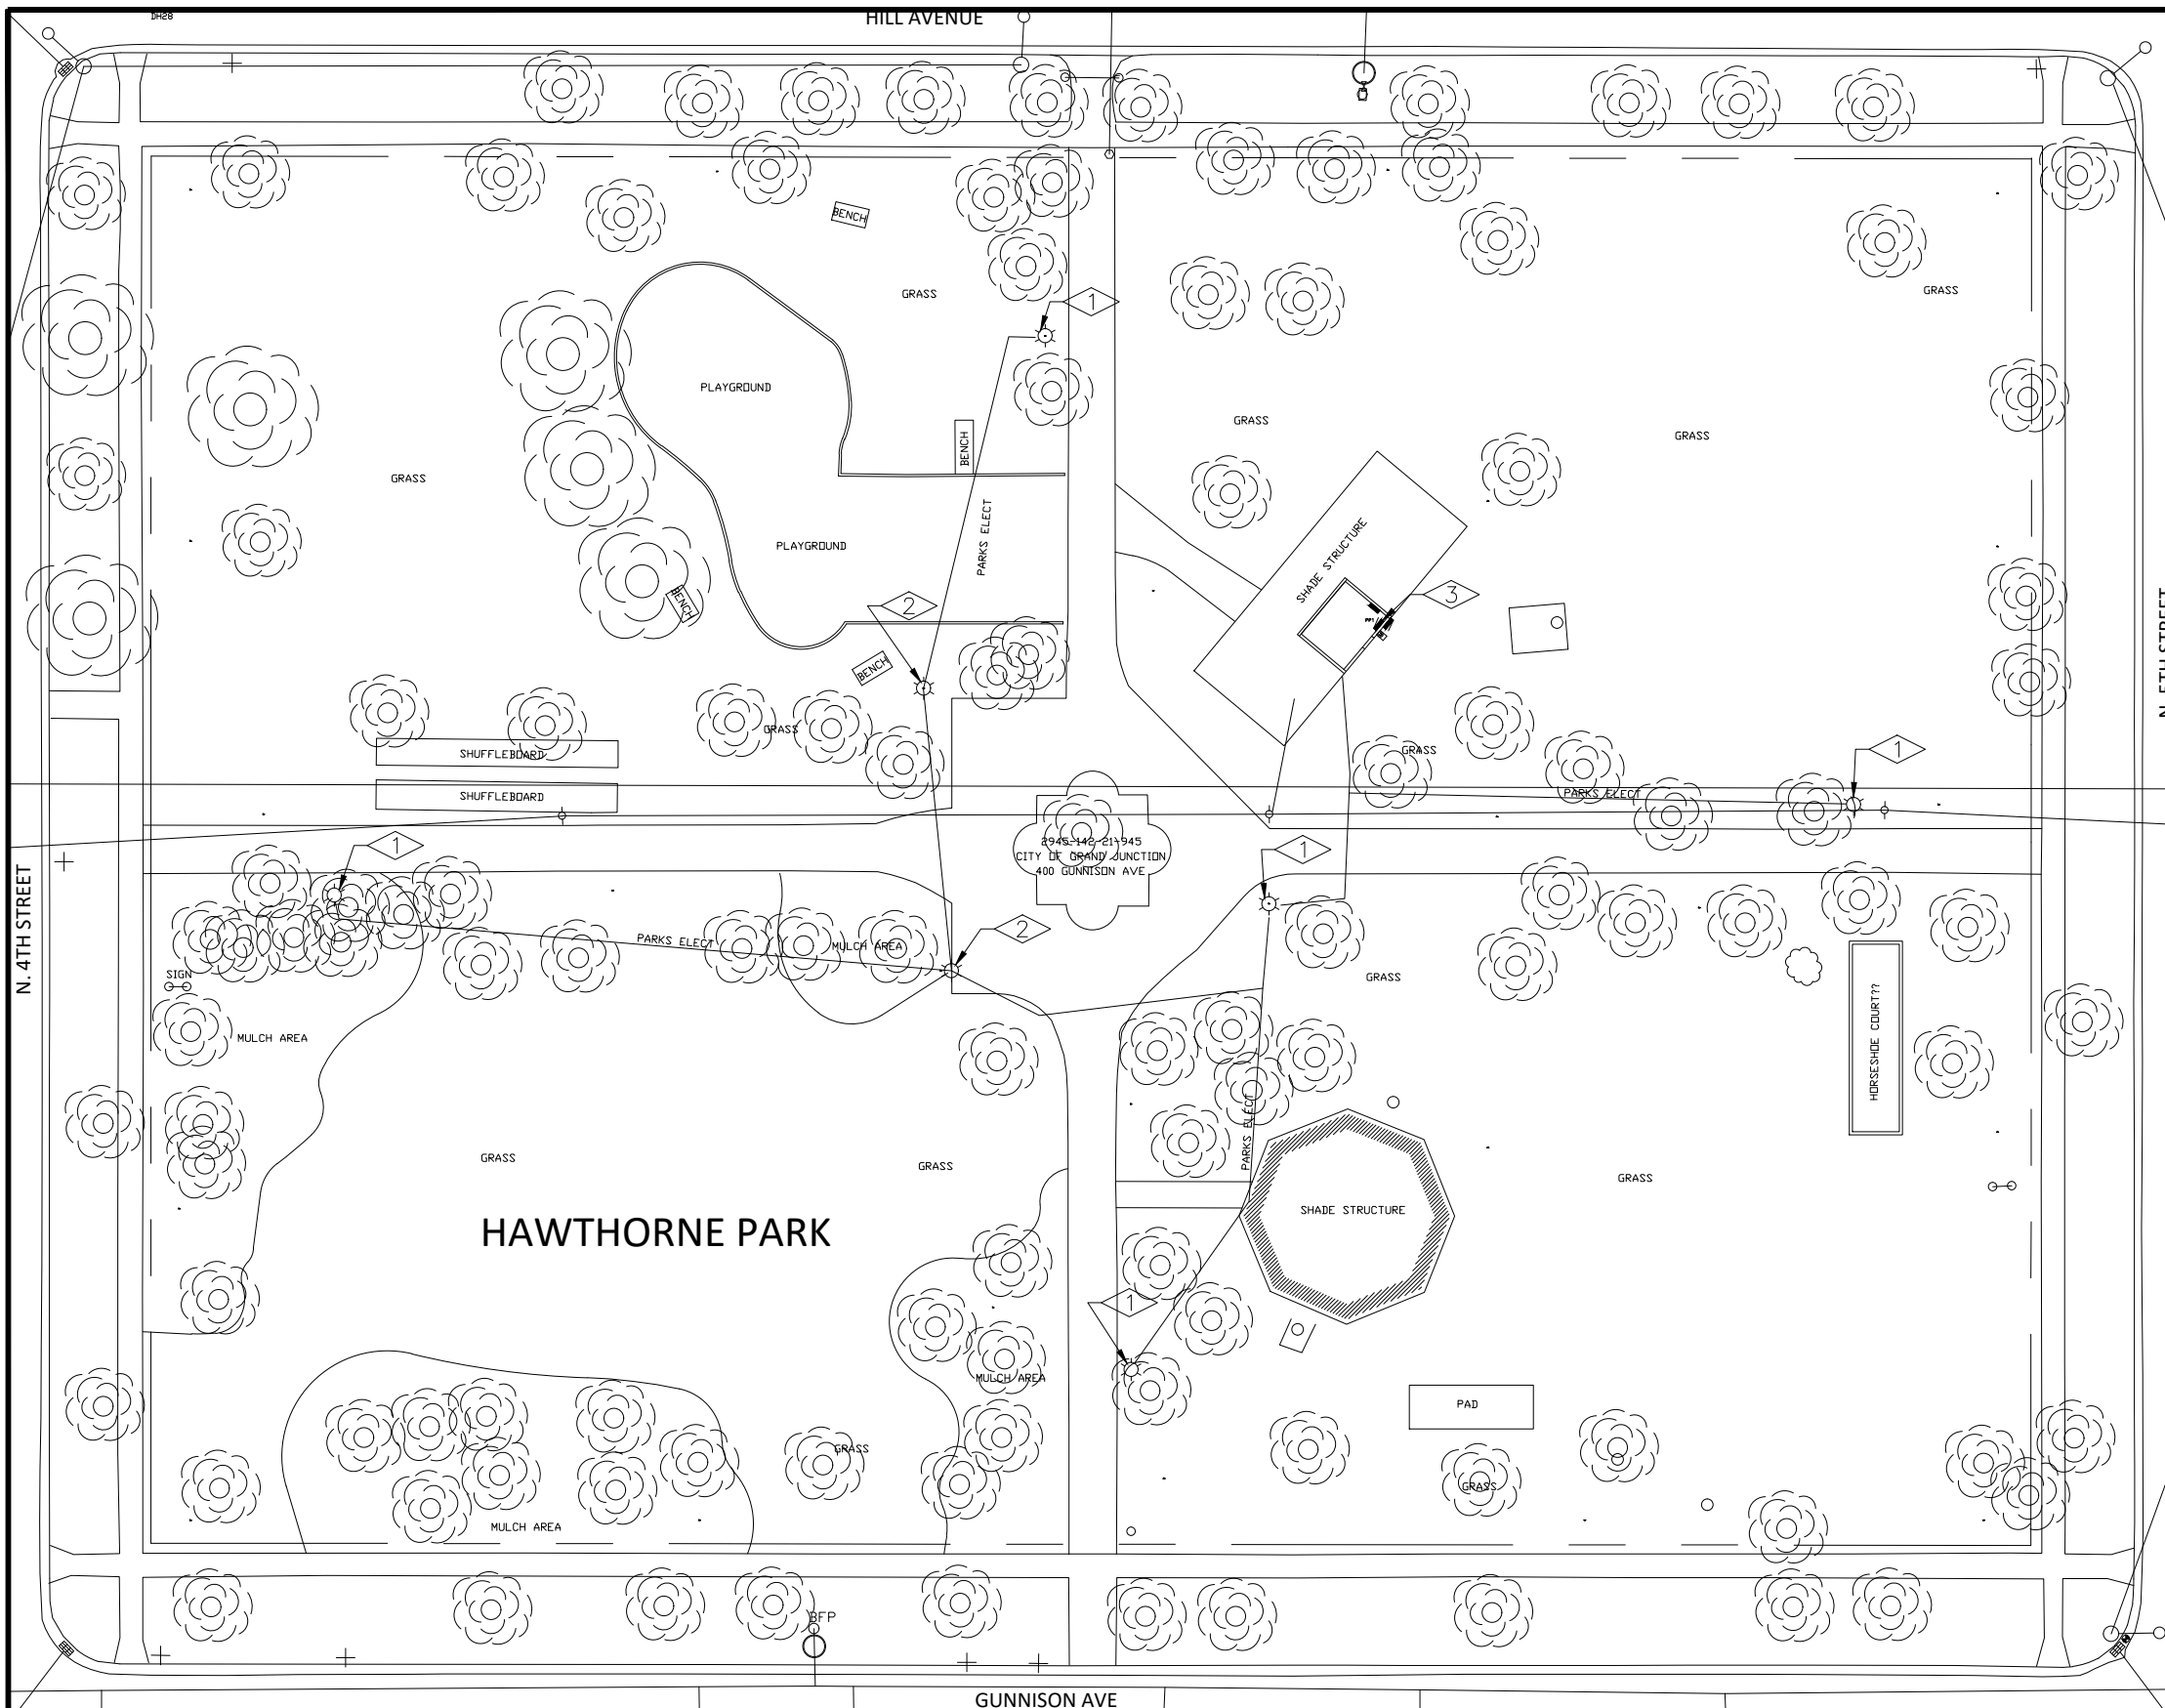 DH28
HILL AVENUE
BENCH
GRASS
GRASS
1
PLAYGROUND
GRASS
GRASS
BENCH
GRASS
PARKS ELECT
SHADE STRUCTURE
PLAYGROUND
BENCH
2
3
N. 5TH STREET
BENCH
GRASS
SHUFFLEBOARD
GRASS
1
SHUFFLEBOARD
PARKS ELECT
1
2945-142-21-945
CITY OF GRAND JUNCTION
400 GUNNISON AVE
1
N. 4TH STREET
2
PARKS ELECT
MULCH AREA
SIGN
GRASS
HORSESHOE COURT??
MULCH AREA
PARKS ELECT
GRASS
GRASS
GRASS
SHADE STRUCTURE
HAWTHORNE PARK
1
MULCH AREA
PAD
GRASS
GRASS
MULCH AREA
BFP
GUNNISON AVE